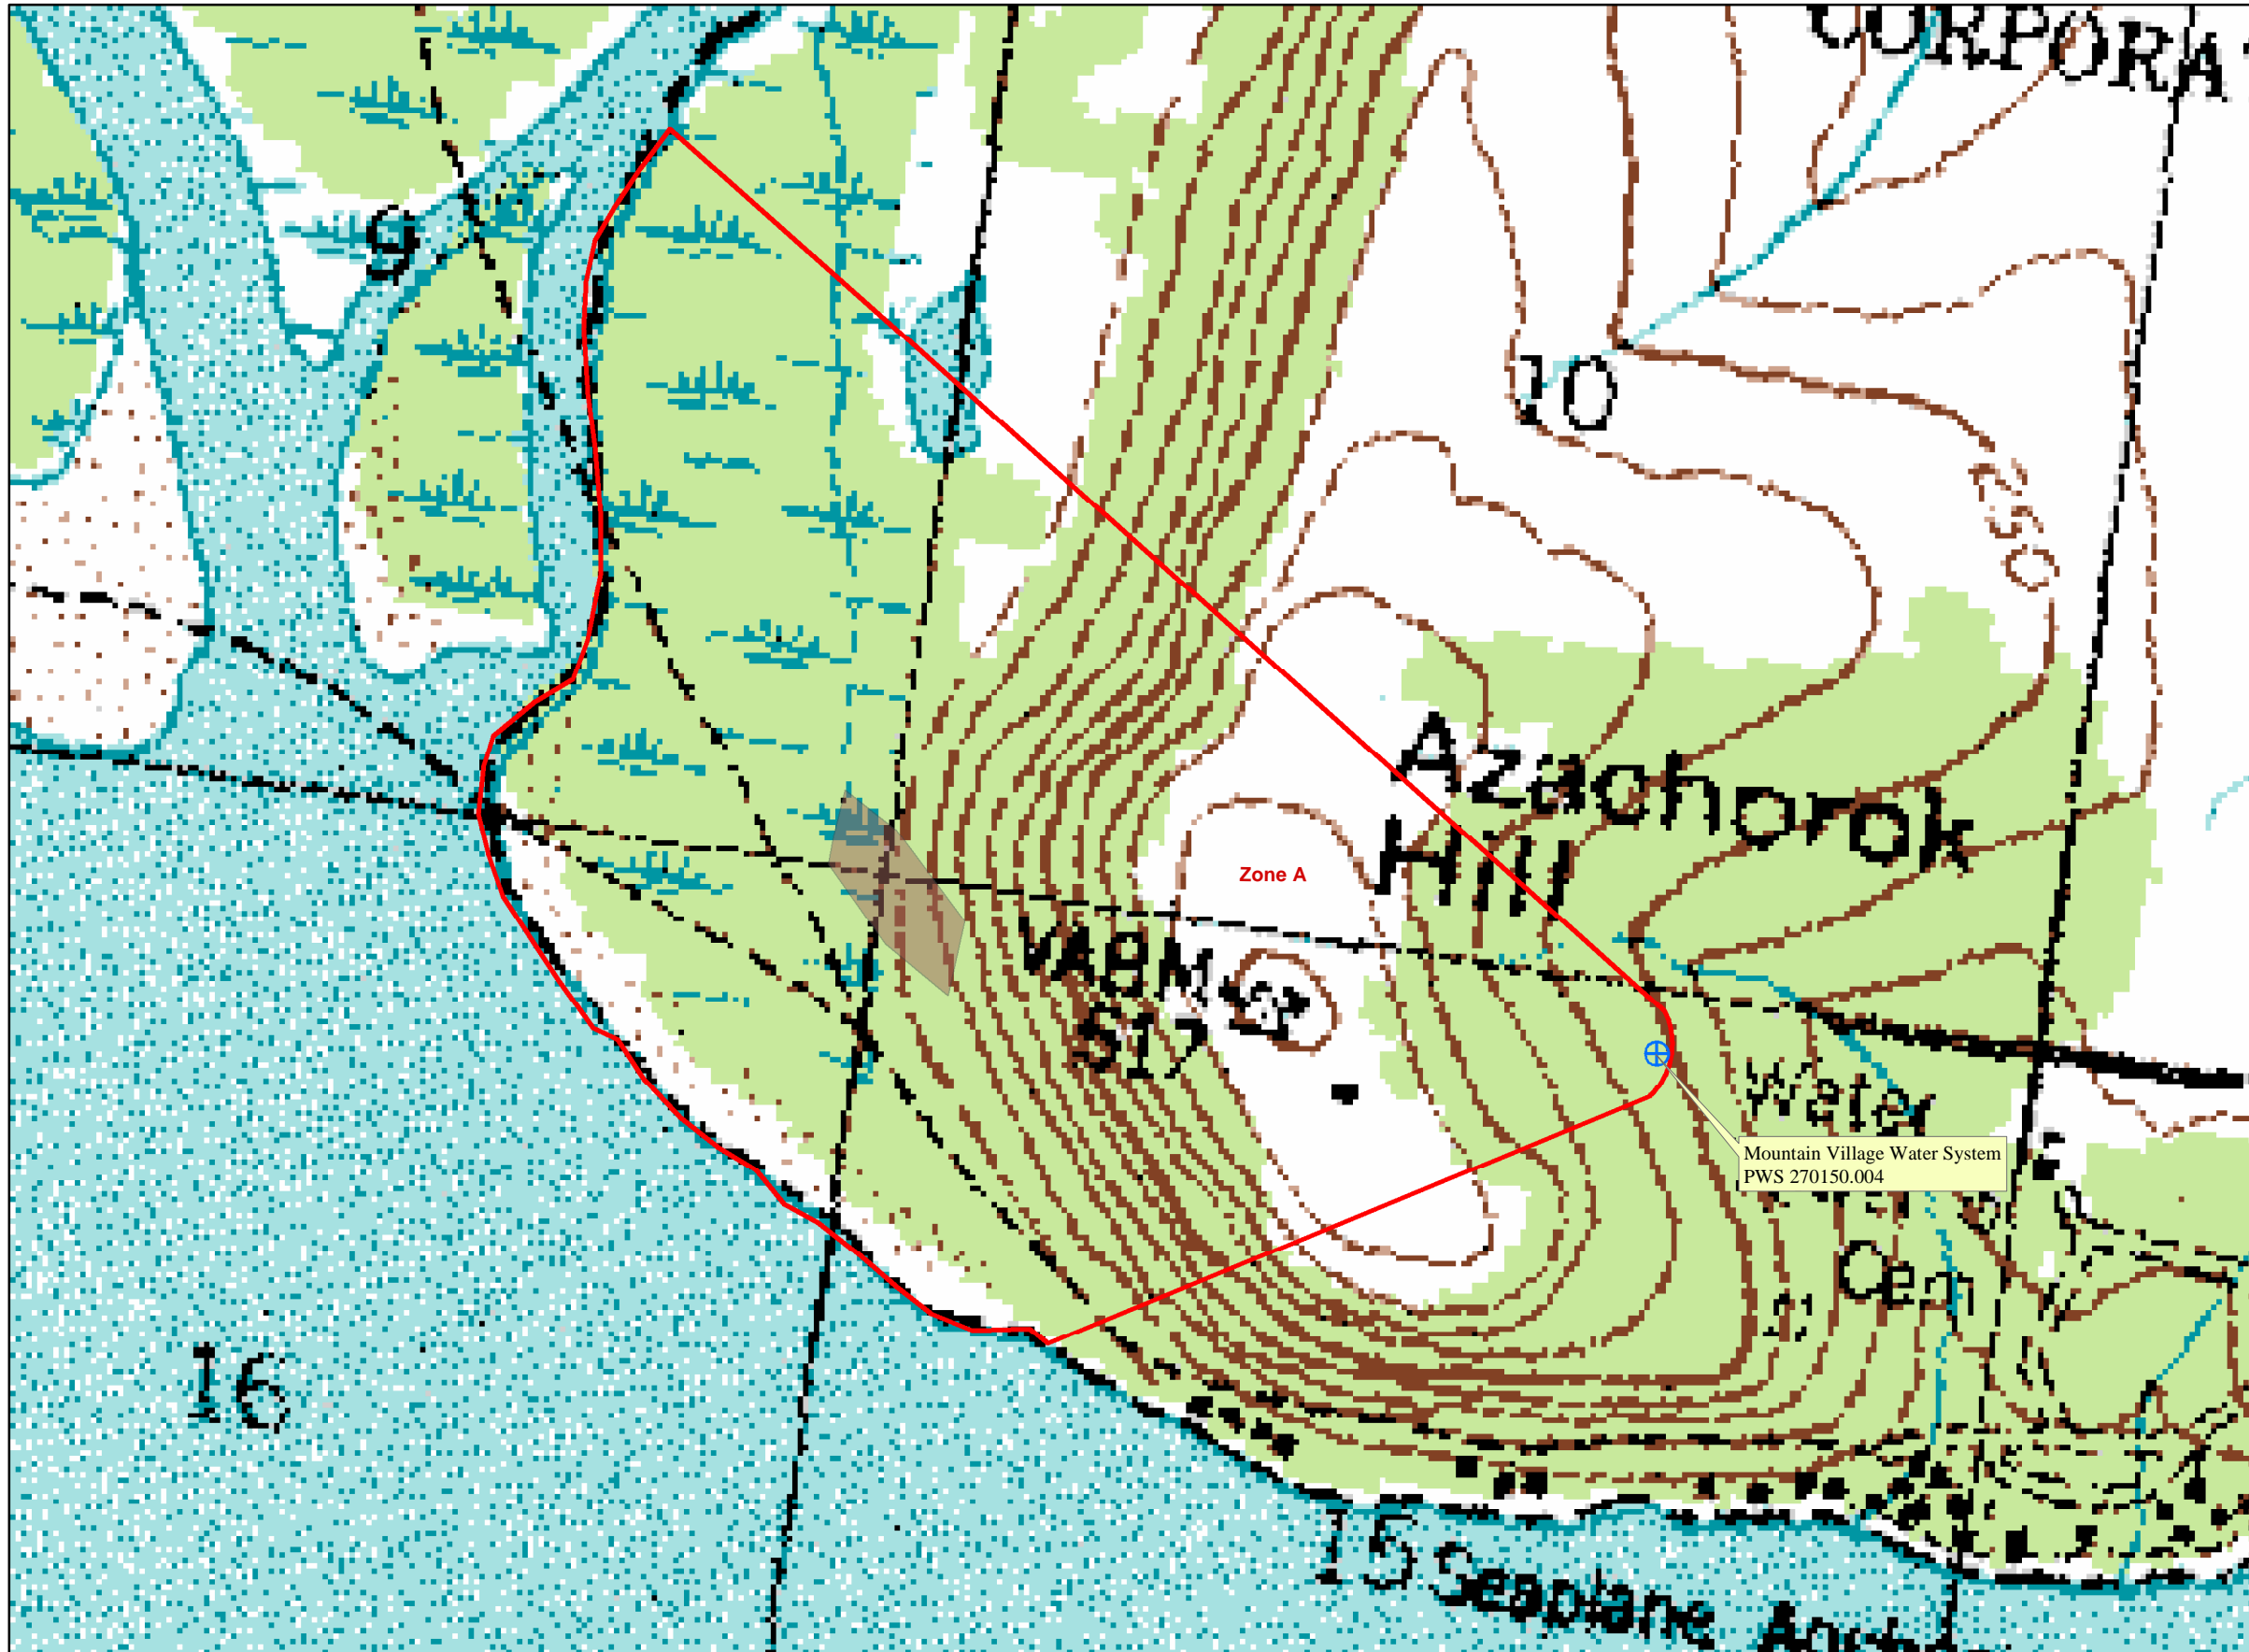 CORPORA
9
10
250
Azachorok
Hill
Zone A
VABM
517
Water
Mountain Village Water System
PWS 270150.004
Cem
16
15
Seaplane